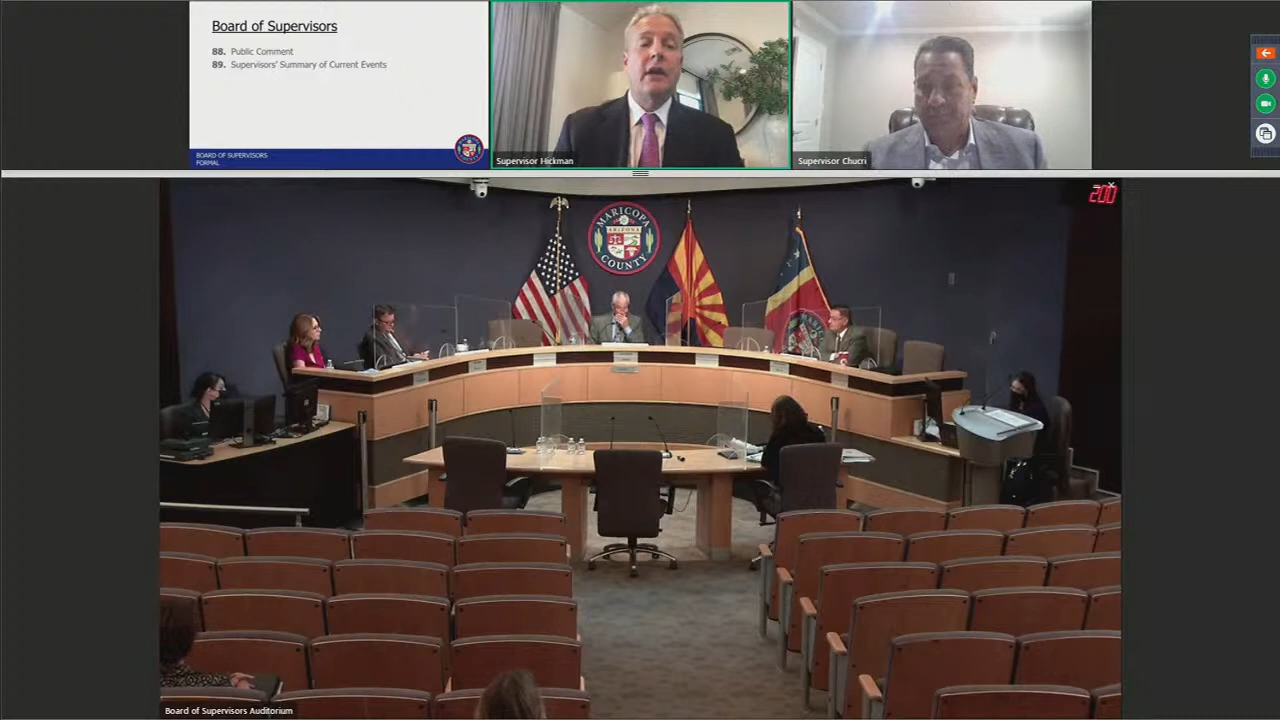 Board of Supervisors
88. Public Comment
89. Supervisors' Summary of Current Events
BOARD OF SUPERVISORS
FORMAL
Supervisor Hickman
Supervisor Chucri
200
MARICOPA
ARIZONA
COUNTY
Board of Supervisors Auditorium